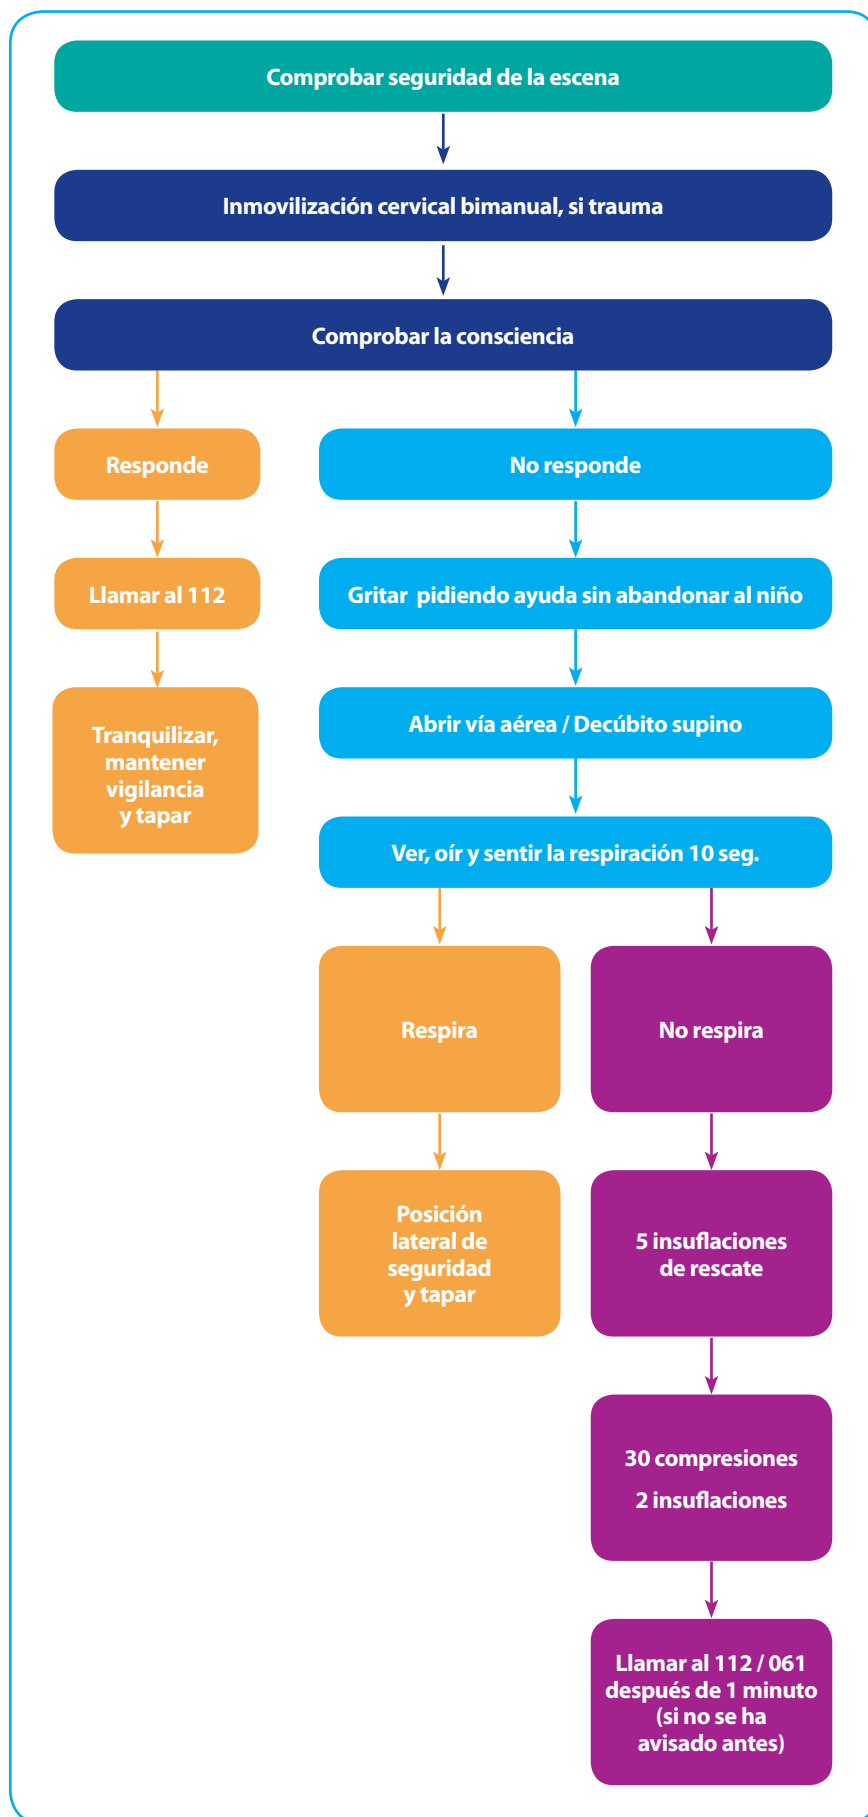 Comprobar seguridad de la escena
Inmovilización cervical bimanual, si trauma
Comprobar la consciencia
Responde
No responde
Llamar al 112
Gritar pidiendo ayuda sin abandonar al niño
Tranquilizar,
mantener
vigilancia
y tapar
Abrir vía aérea / Decúbito supino
Ver, oír y sentir la respiración 10 seg.
Respira
No respira
Posición
lateral de
seguridad
y tapar
5 insuflaciones
de rescate
30 compresiones
2 insuflaciones
Llamar al 112 / 061
después de 1 minuto
(si no se ha
avisado antes)